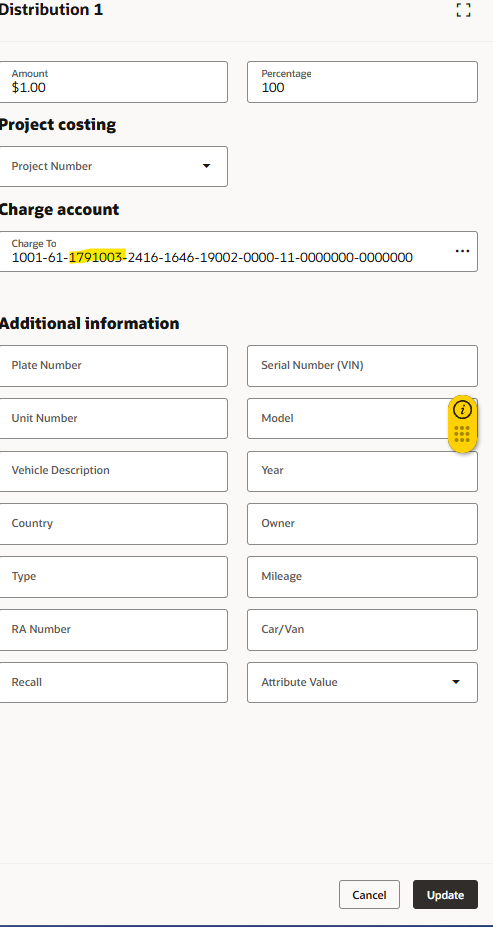 Distribution 1
Amount
$1.00
Percentage
100
Project costing
Project Number
Charge account
Charge To
1001-61-1791003-2416-1646-19002-0000-11-0000000-0000000
Additional information
Plate Number
Serial Number (VIN)
Unit Number
Model
Vehicle Description
Year
Country
Owner
Type
Mileage
RA Number
Car/Van
Recall
Attribute Value
Cancel
Update